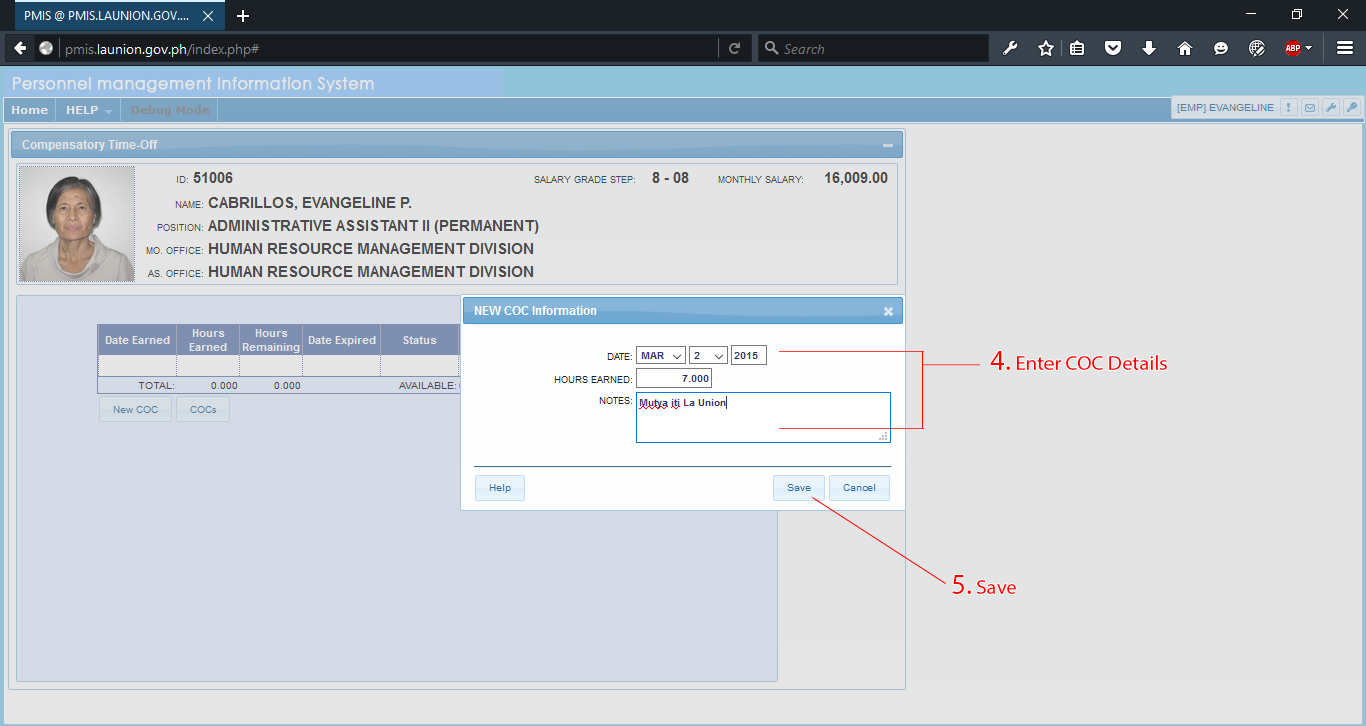 PMIS @ PMIS.LAUNION.GOV....
pmis.launion.gov.ph/index.php#
Search
ABP
Personnel management Information System
Home HELP Debug Mode
[EMP] EVANGELINE
Compensatory Time-Off
ID: 51006 SALARY GRADE STEP: 8 - 08 MONTHLY SALARY: 16,009.00
NAME: CABRILLOS, EVANGELINE P.
POSITION: ADMINISTRATIVE ASSISTANT II (PERMANENT)
MO. OFFICE: HUMAN RESOURCE MANAGEMENT DIVISION
AS. OFFICE: HUMAN RESOURCE MANAGEMENT DIVISION
Date Earned Hours Earned Hours Remaining Date Expired Status
TOTAL: 0.000 0.000 AVAILABLE:
New COC COCs
NEW COC Information
DATE: MAR 2 2015
HOURS EARNED: 7.000
NOTES: Mutya iti La Union
Help Save Cancel
4. Enter COC Details
5. Save